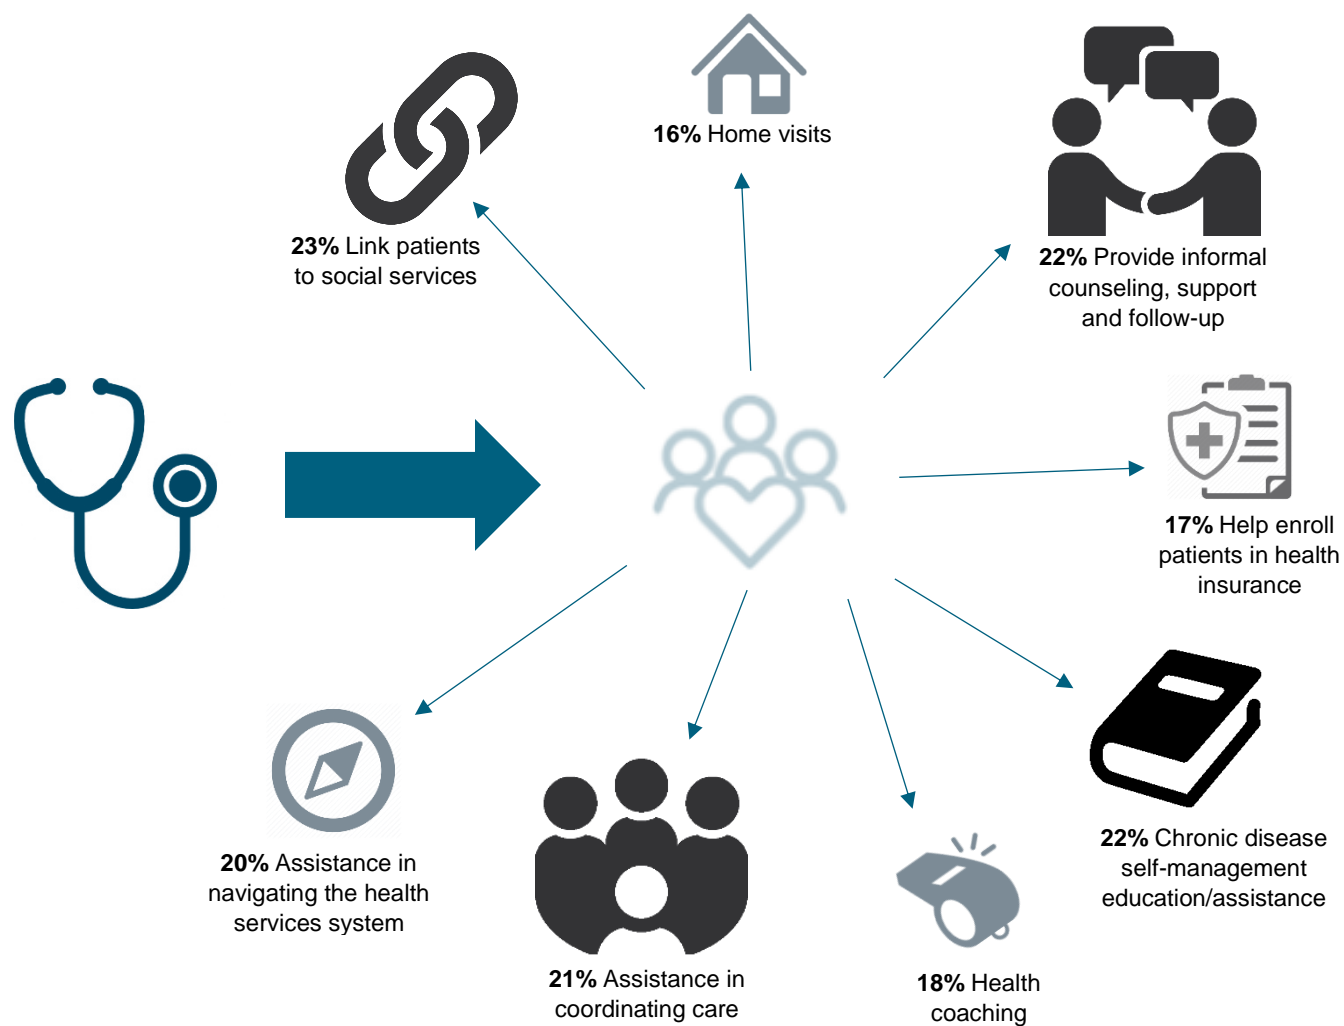 16% Home visits
23% Link patients
to social services
22% Provide informal
counseling, support
and follow-up
17% Help enroll
patients in health
insurance
22% Chronic disease
self-management
education/assistance
18% Health
coaching
21% Assistance in
coordinating care
20% Assistance in
navigating the health
services system